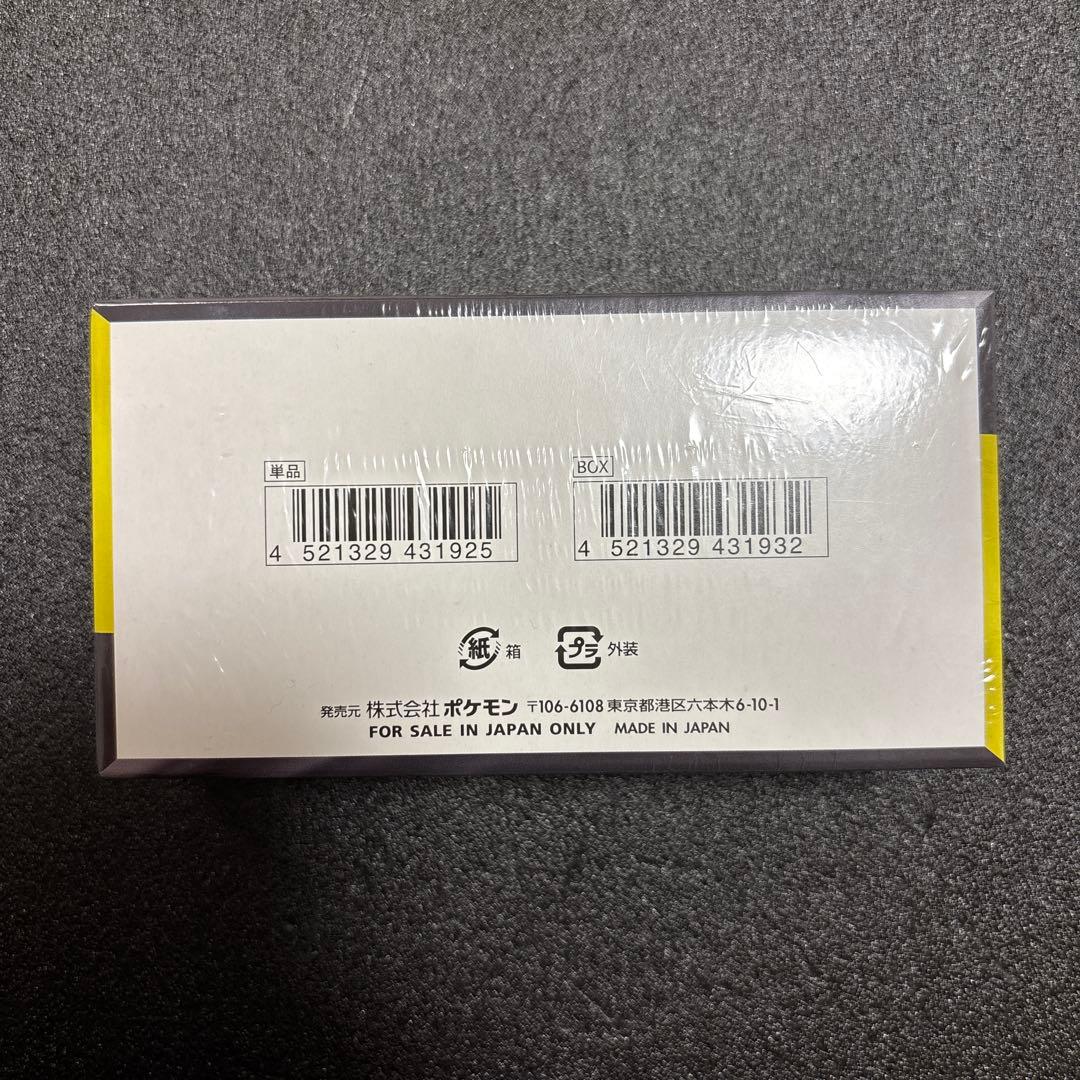 単品
4 521329 431925
BOX
4 521329 431932
紙 箱
プラ 外装
発売元 株式会社 ポケモン 〒106-6108 東京都港区六本木6-10-1
FOR SALE IN JAPAN ONLY MADE IN JAPAN